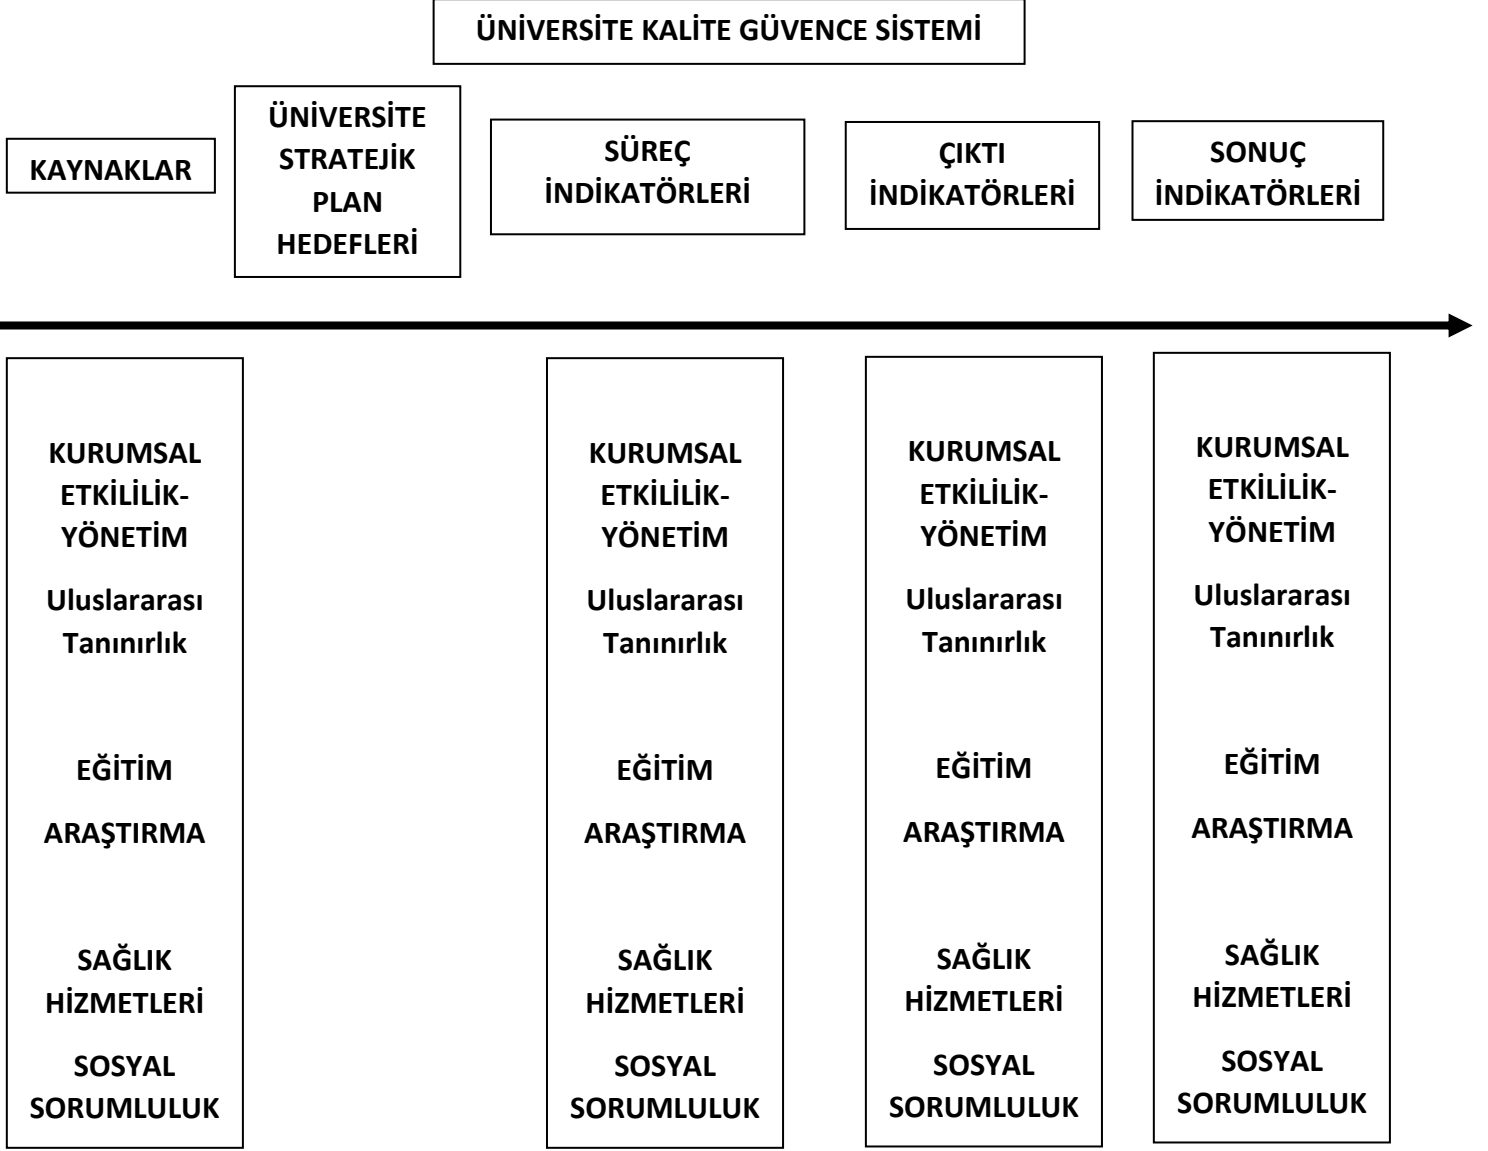 ÜNİVERSİTE KALİTE GÜVENCE SİSTEMİ
KAYNAKLAR
ÜNİVERSİTE
STRATEJİK
PLAN
HEDEFLERİ
SÜREÇ
İNDİKATÖRLERİ
ÇIKTI
İNDİKATÖRLERİ
SONUÇ
İNDİKATÖRLERİ
KURUMSAL
ETKİLİLİK-
YÖNETİM
Uluslararası
Tanınırlık
EĞİTİM
ARAŞTIRMA
SAĞLIK
HİZMETLERİ
SOSYAL
SORUMLULUK
KURUMSAL
ETKİLİLİK-
YÖNETİM
Uluslararası
Tanınırlık
EĞİTİM
ARAŞTIRMA
SAĞLIK
HİZMETLERİ
SOSYAL
SORUMLULUK
KURUMSAL
ETKİLİLİK-
YÖNETİM
Uluslararası
Tanınırlık
EĞİTİM
ARAŞTIRMA
SAĞLIK
HİZMETLERİ
SOSYAL
SORUMLULUK
KURUMSAL
ETKİLİLİK-
YÖNETİM
Uluslararası
Tanınırlık
EĞİTİM
ARAŞTIRMA
SAĞLIK
HİZMETLERİ
SOSYAL
SORUMLULUK